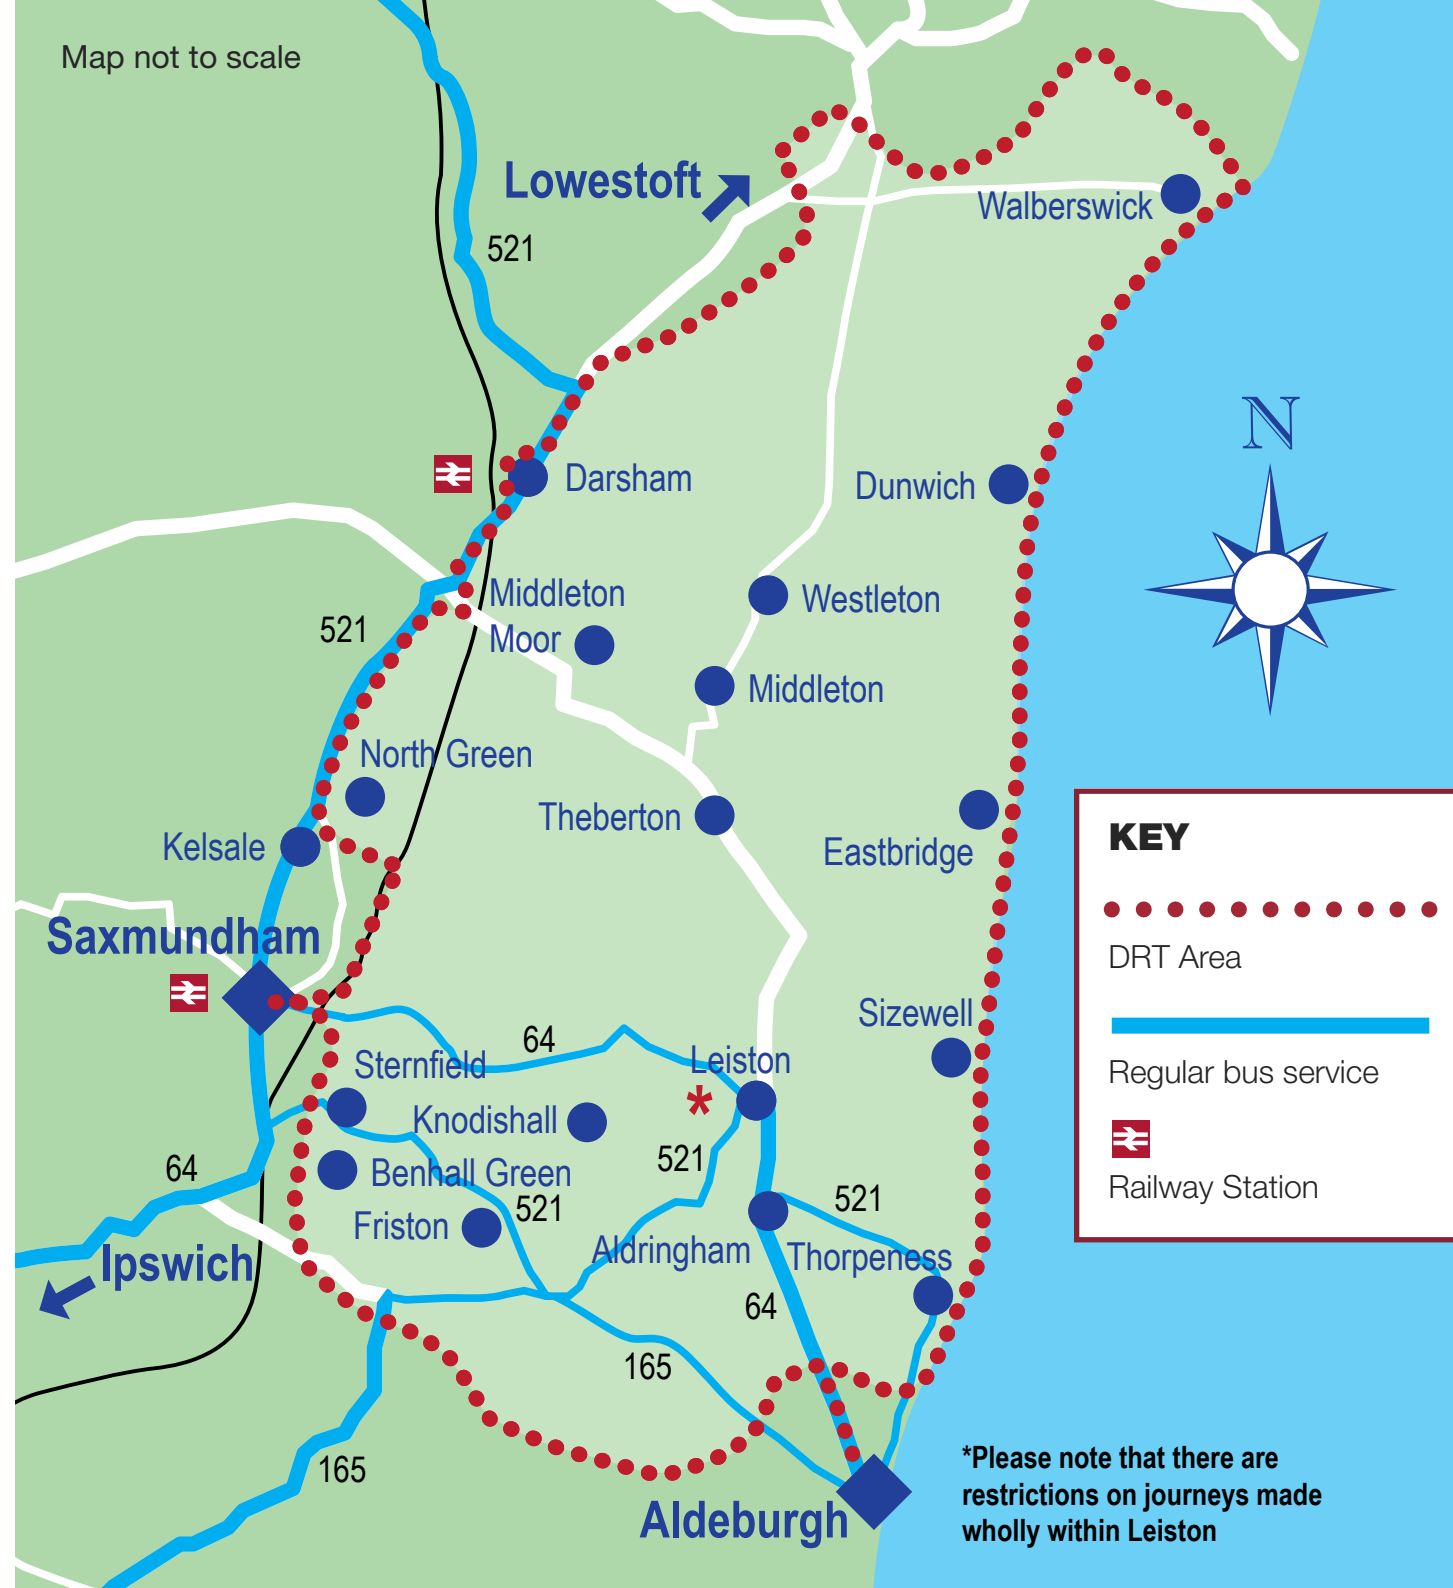 Map not to scale
Lowestoft
Walberswick
521
N
Darsham
Dunwich
Middleton
Moor
Westleton
521
Middleton
North Green
Theberton
Kelsale
Eastbridge
KEY
DRT Area
Regular bus service
Railway Station
Saxmundham
Sizewell
64
Leiston
*
Sternfield
Knodishall
521
64
Benhall Green
521
521
Friston
Aldringham
Thorpeness
Ipswich
64
165
165
Aldeburgh
*Please note that there are
restrictions on journeys made
wholly within Leiston